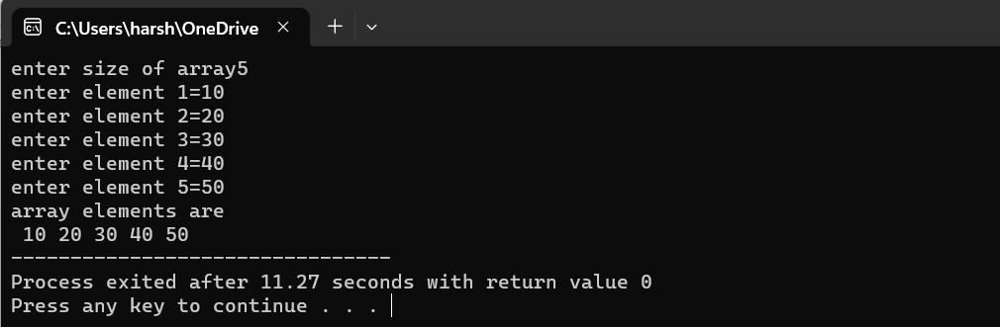 C:\Users\harsh\OneDrive
enter size of array5
enter element 1=10
enter element 2=20
enter element 3=30
enter element 4=40
enter element 5=50
array elements are
 10 20 30 40 50
--------------------------------
Process exited after 11.27 seconds with return value 0
Press any key to continue . . .